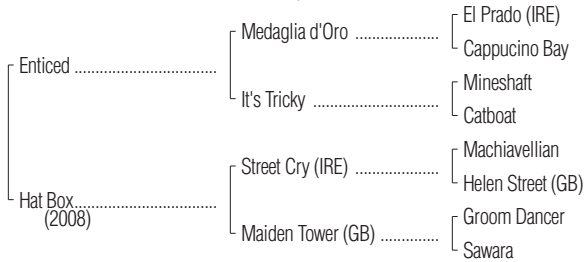 El Prado (IRE)
Medaglia d'Oro ..................
Cappucino Bay
Enticed ..............................
Mineshaft
It's Tricky ...........................
Catboat
Machiavellian
Street Cry (IRE) ..................
Helen Street (GB)
Hat Box..............................
(2008)
Groom Dancer
Maiden Tower (GB) .............
Sawara